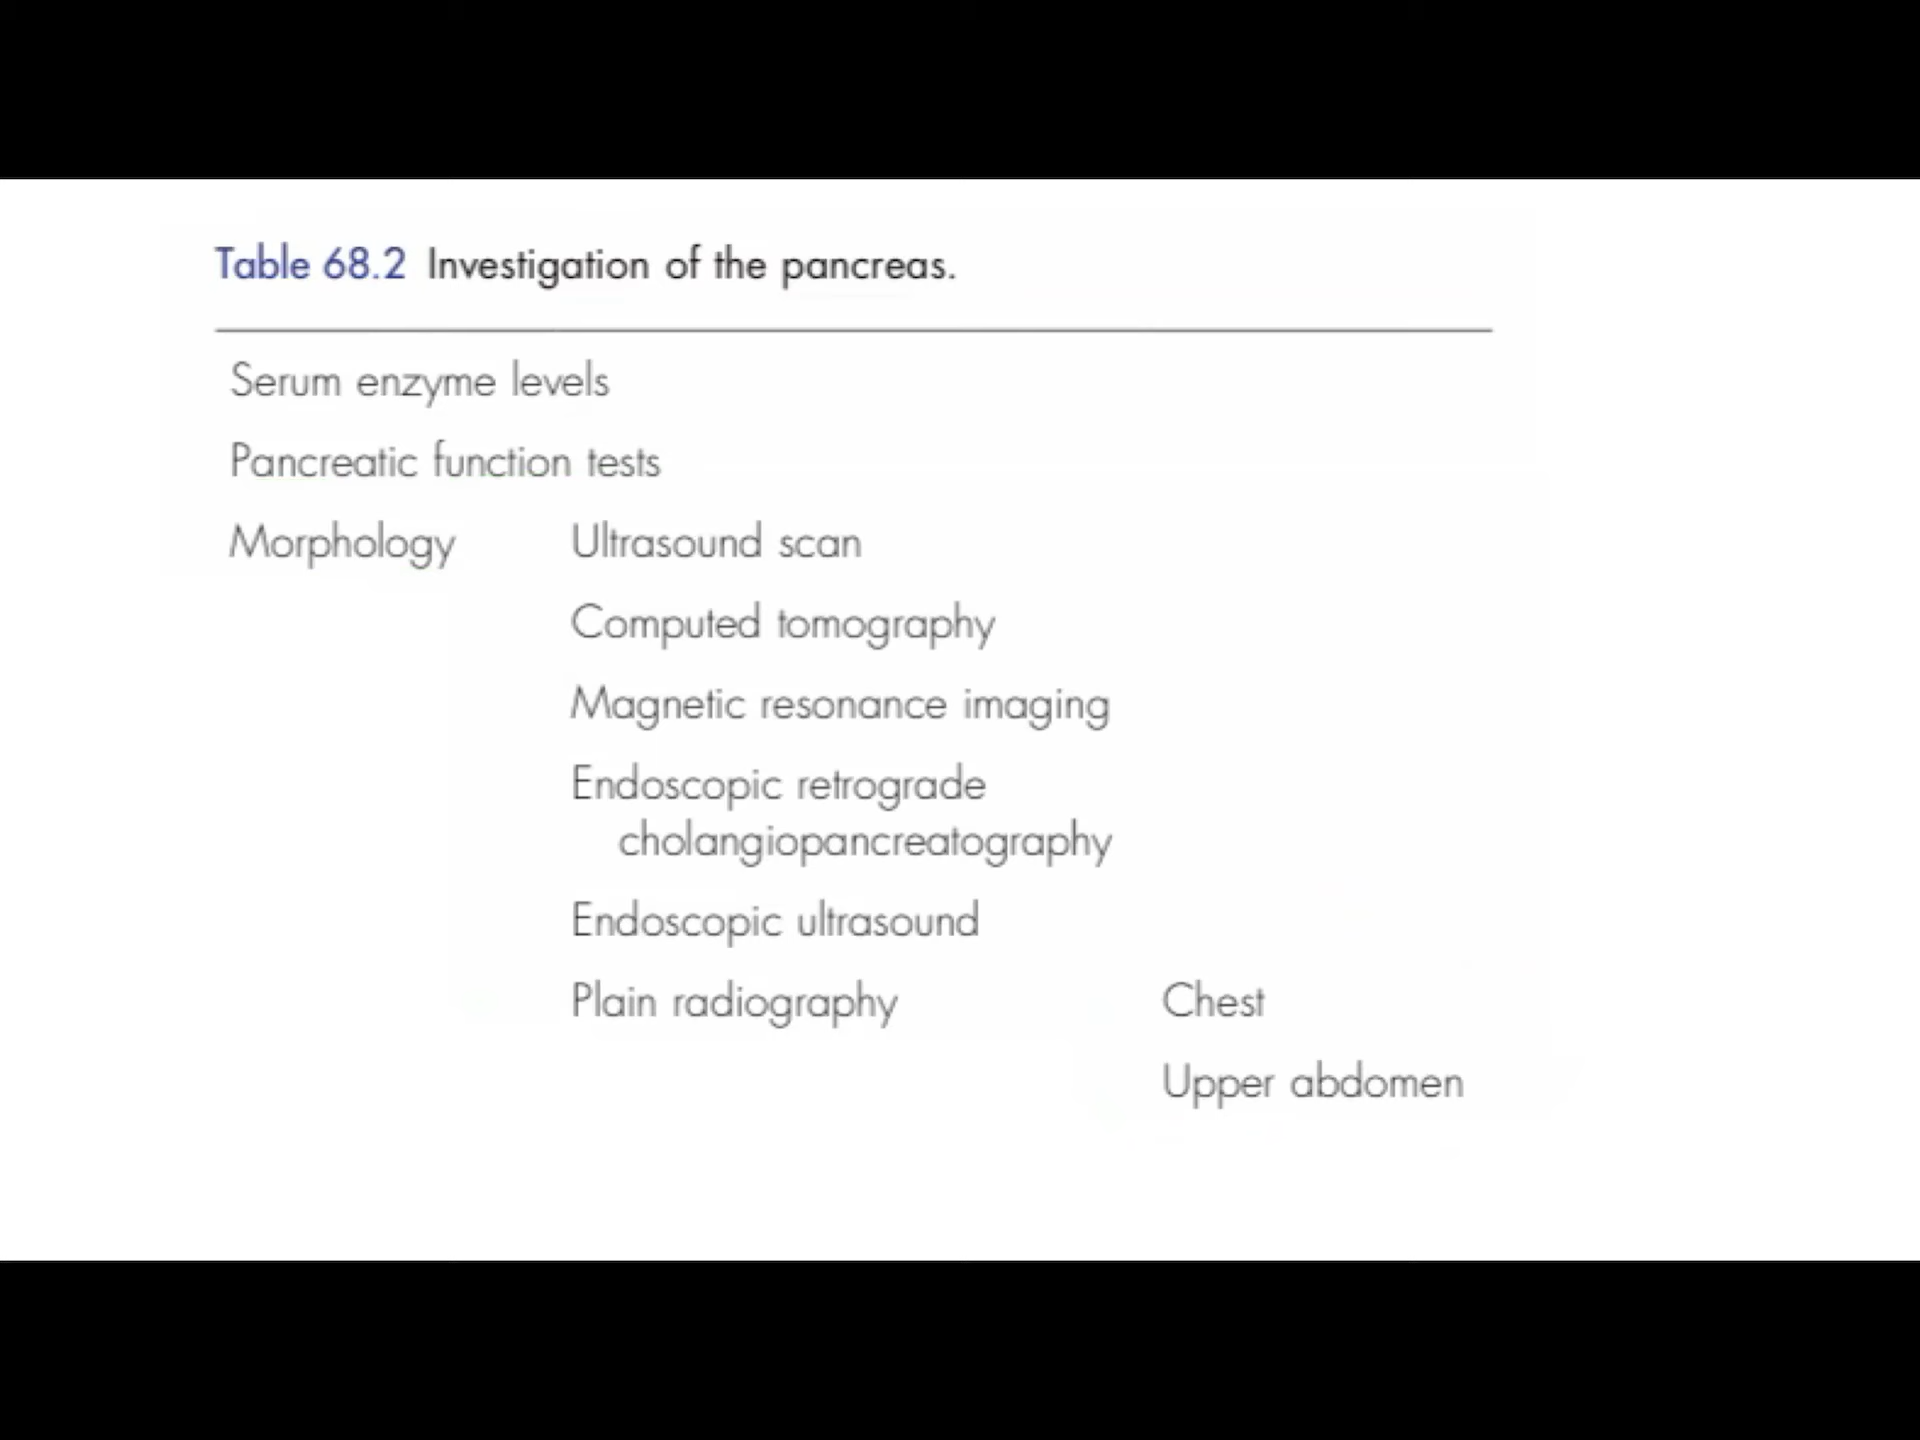 Table 68.2 Investigation of the pancreas.
Serum enzyme levels
Pancreatic function tests
Morphology Ultrasound scan
Computed tomography
Magnetic resonance imaging
Endoscopic retrograde
cholangiopancreatography
Endoscopic ultrasound
Plain radiography Chest
Upper abdomen